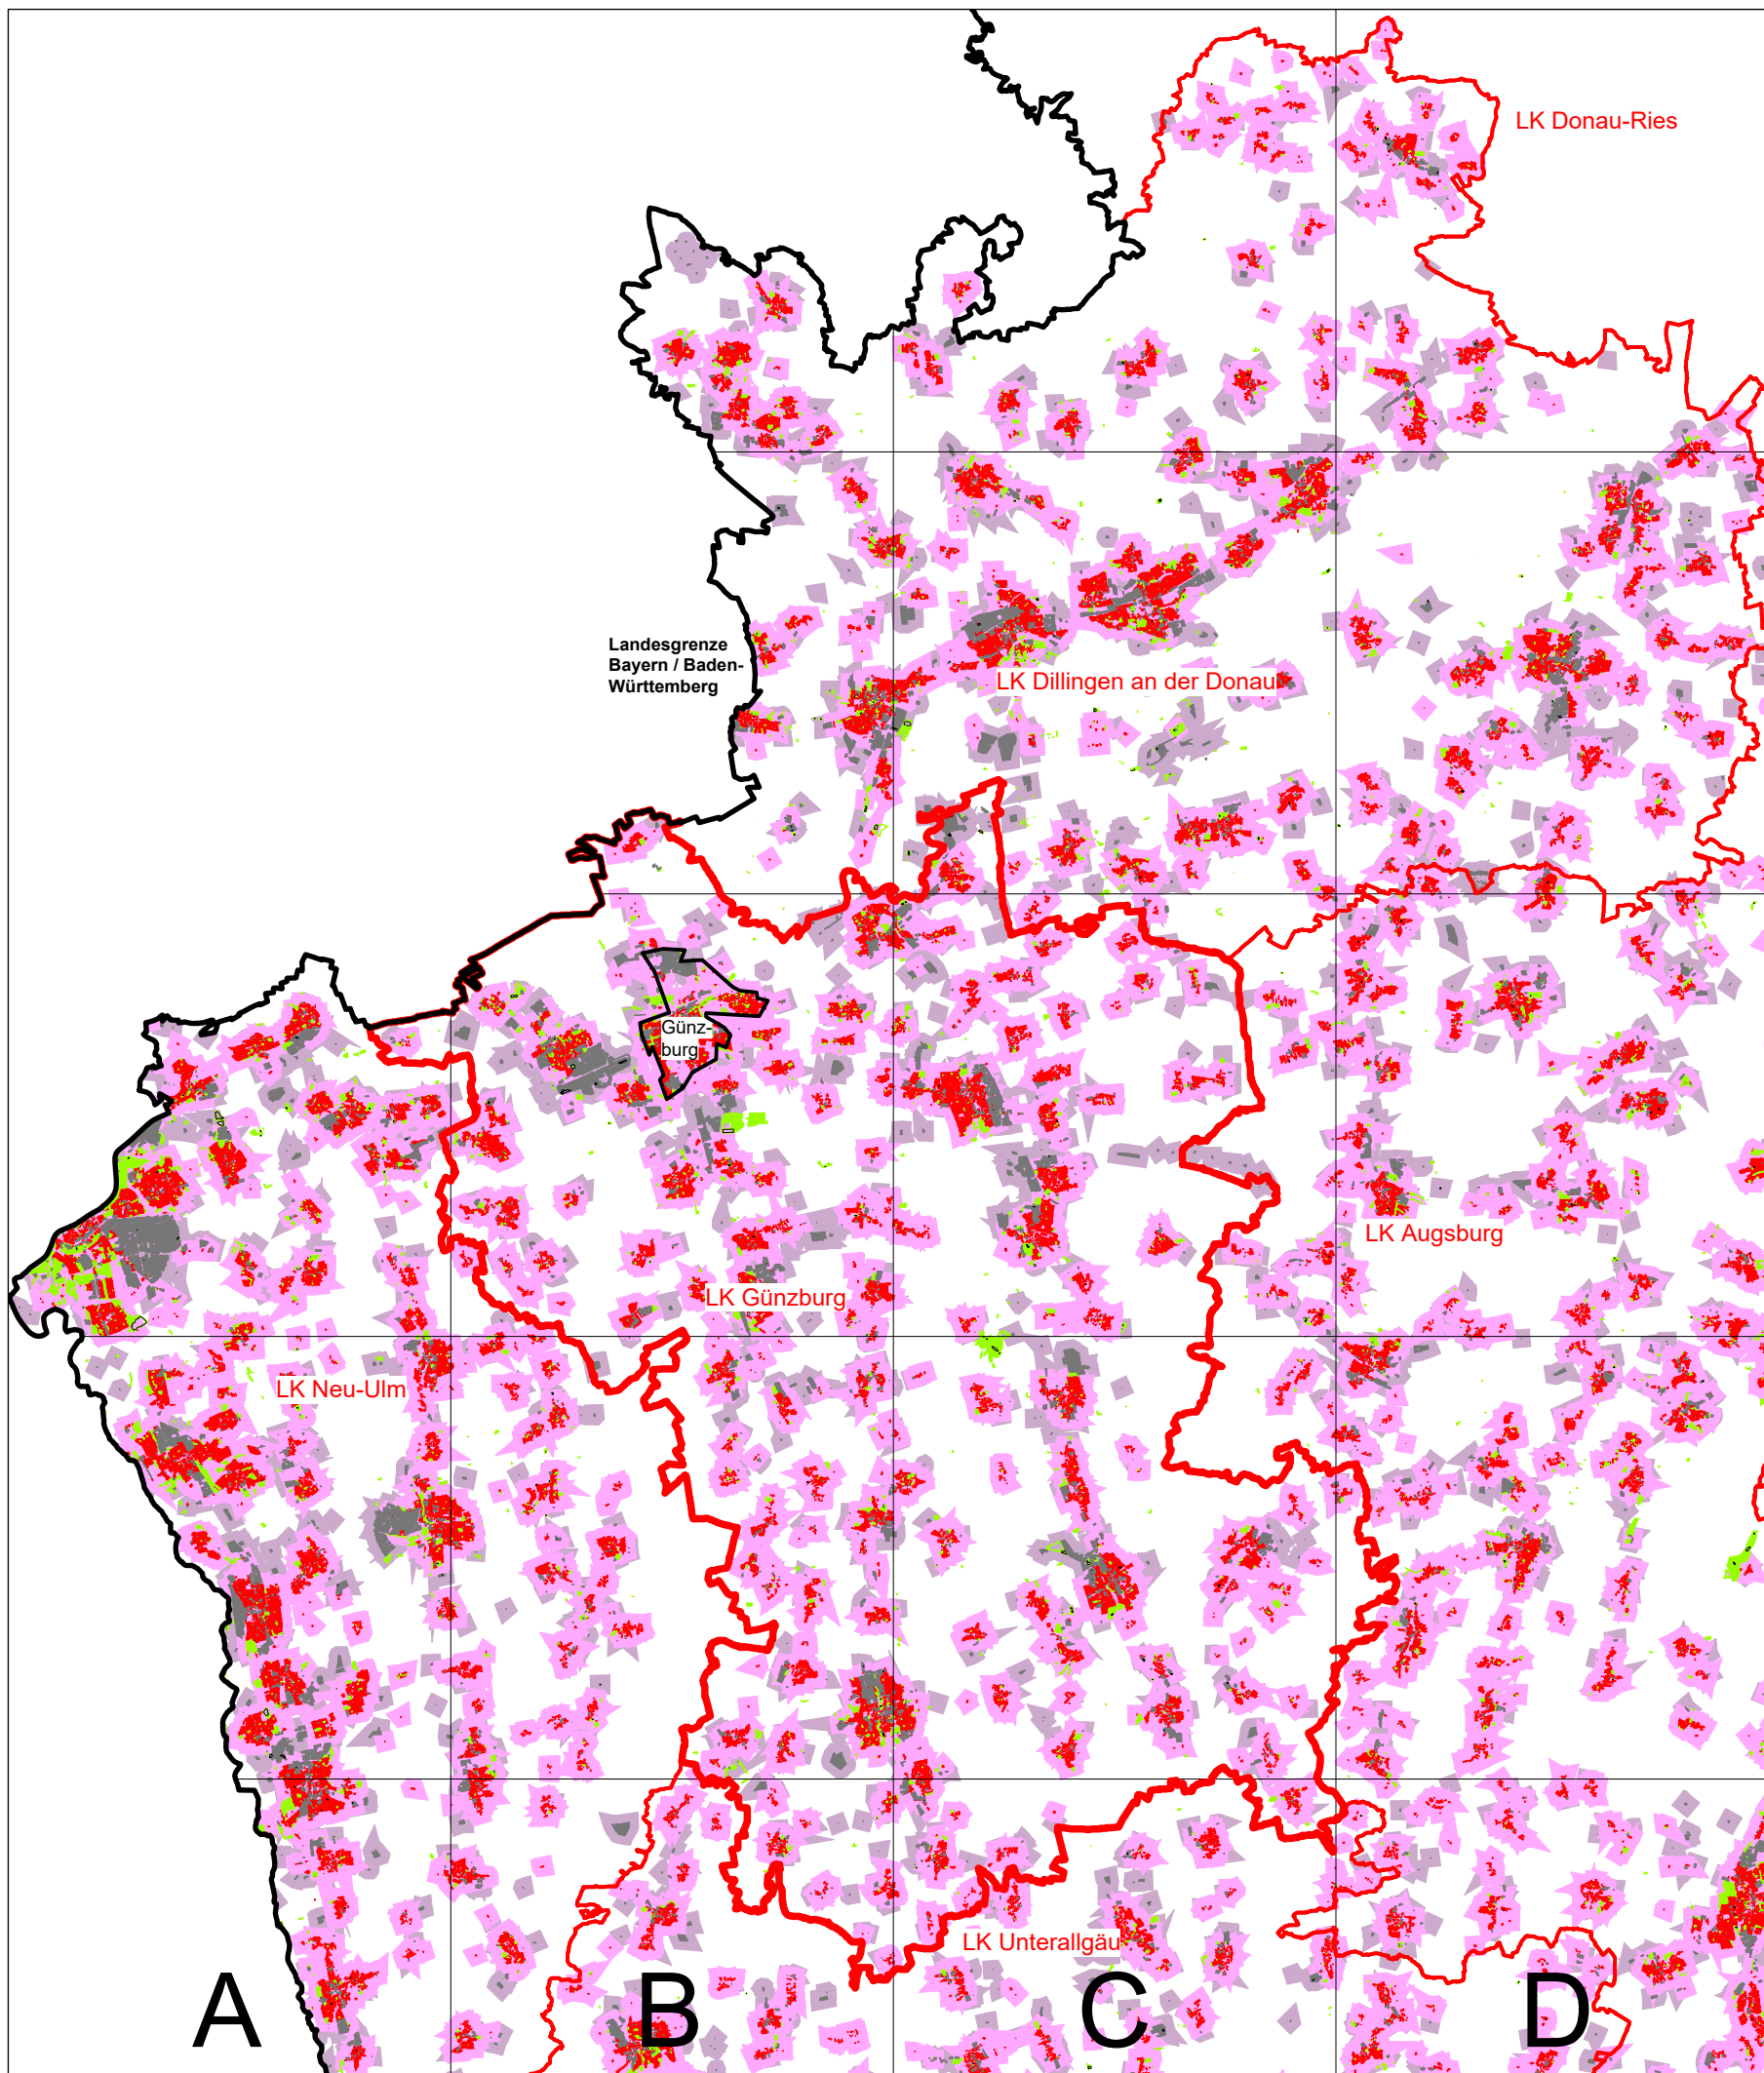 LK Donau-Ries
Landesgrenze
Bayern / Baden-
Württemberg
LK Dillingen an der Donau
Günz-
burg
LK Augsburg
LK Günzburg
LK Neu-Ulm
LK Unterallgäu
A B C D